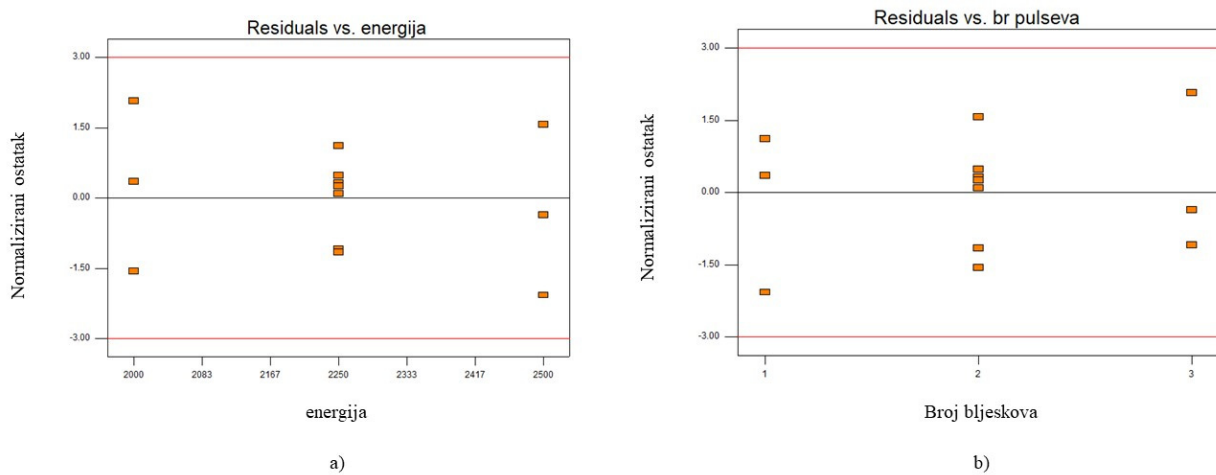 Residuals vs. energija
Normalizirani ostatak
3.00
1.50
0.00
-1.50
-3.00
2000
2083
2167
2250
2333
2417
2500
energija
a)
Residuals vs. br pulseva
Normalizirani ostatak
3.00
1.50
0.00
-1.50
-3.00
1
2
3
Broj bljeskova
b)